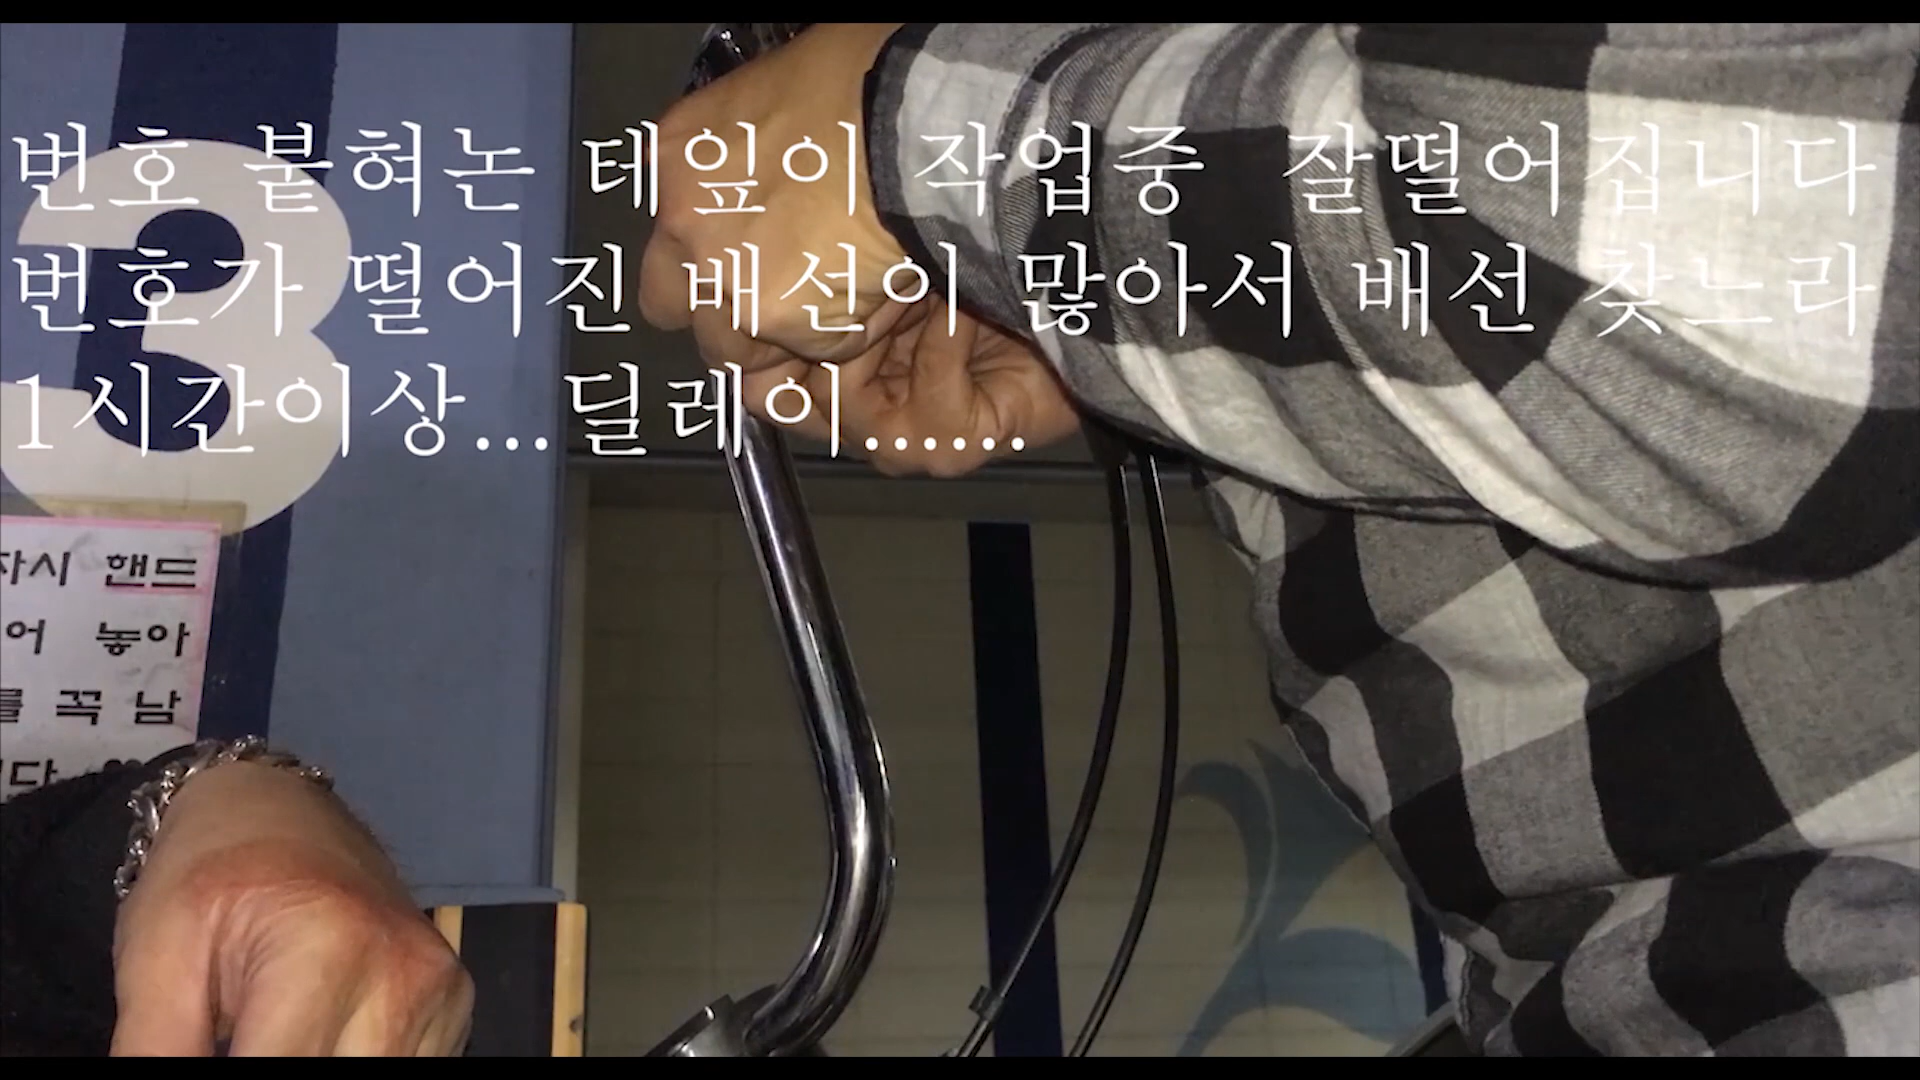 번호 붙혀논 테잎이 작업중 잘떨어집니다
번호가 떨어진 배선이 많아서 배선 찾느라
1시간이상...딜레이......
3
자시 핸드
어 놓아
를 꼭 남